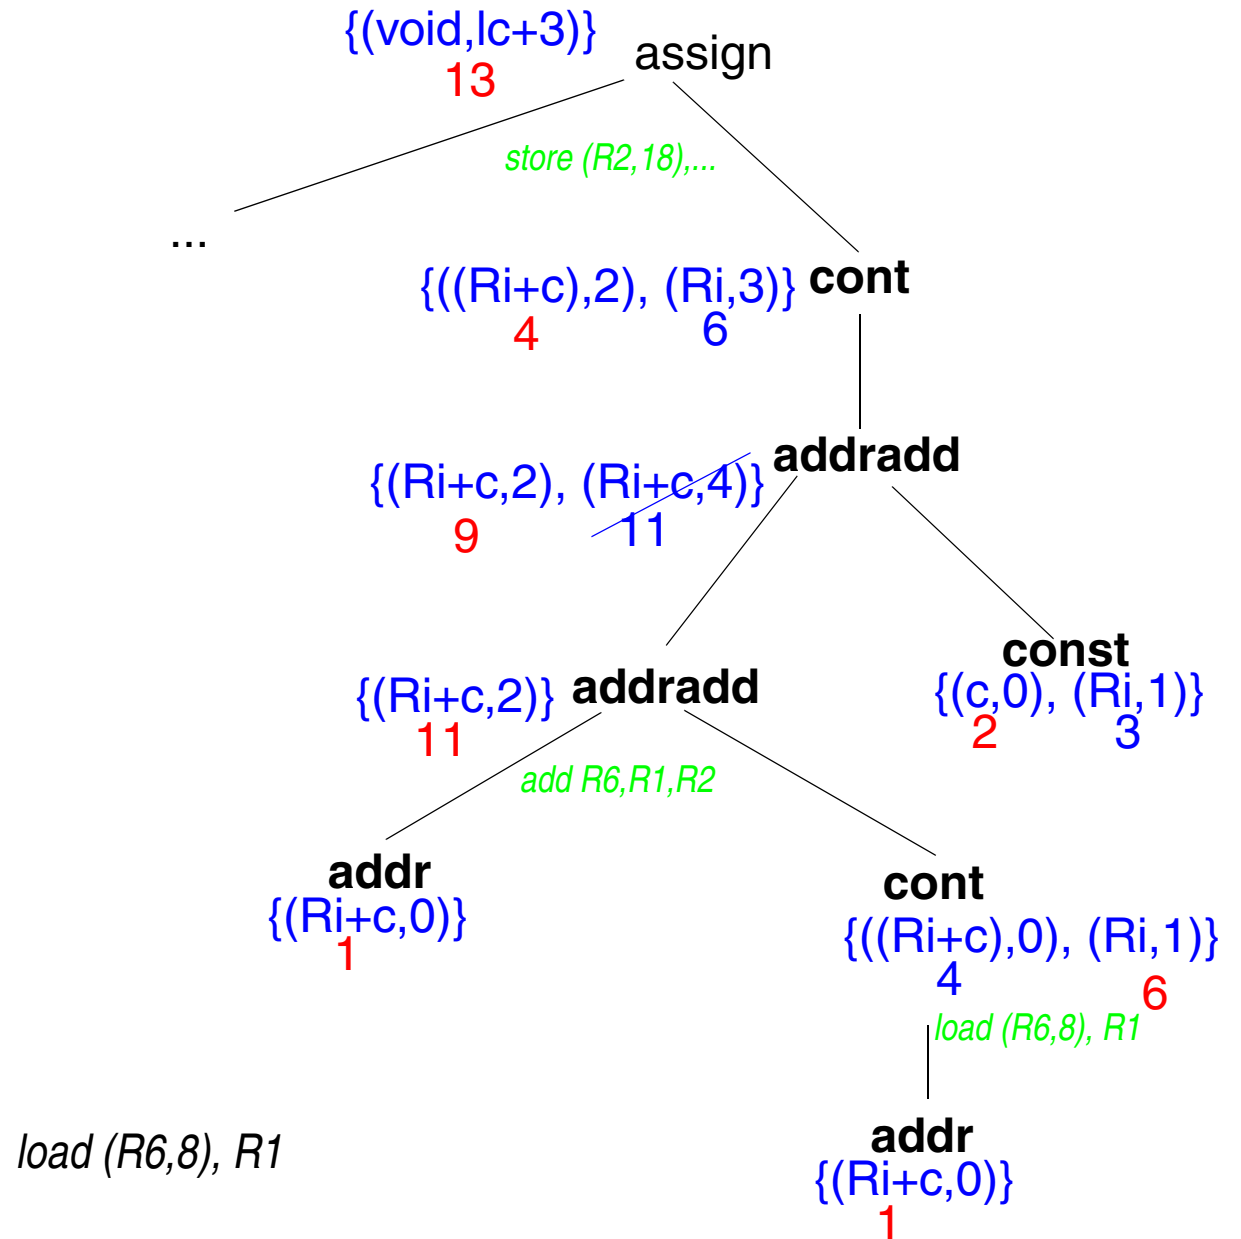 {(void,lc+3)} assign
13
store (R2,18),...
...
{((Ri+c),2), (Ri,3)} cont
4 6
{(Ri+c,2), (Ri+c,4)} addradd
9 11
const
{(c,0), (Ri,1)}
2 3
{(Ri+c,2)} addradd
11
add R6,R1,R2
addr
{(Ri+c,0)}
1
cont
{((Ri+c),0), (Ri,1)}
4 6
load (R6,8), R1
load (R6,8), R1
addr
{(Ri+c,0)}
1